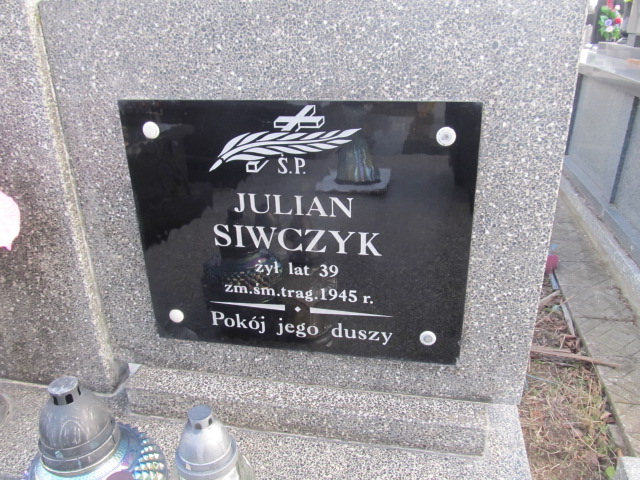 Ś.P.
JULIAN
SIWCZYK
żył lat 39
zm.śm.trag.1945 r.
Pokój jego duszy